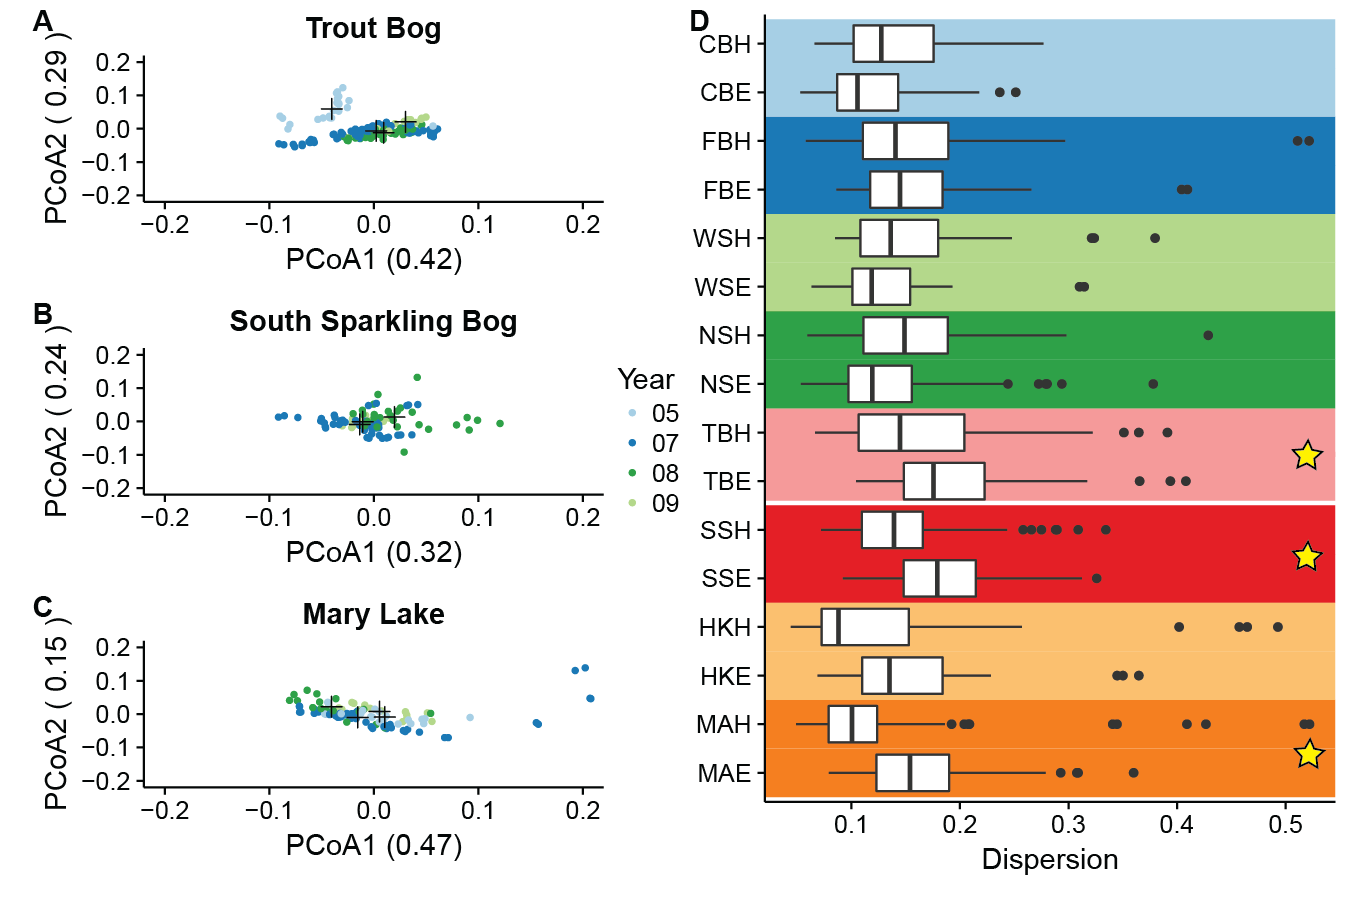 A
Trout Bog
PCoA2 ( 0.29 )
0.2
0.1
0.0
−0.1
−0.2
−0.2 −0.1 0.0 0.1 0.2
PCoA1 (0.42)
B
South Sparkling Bog
PCoA2 ( 0.24 )
0.2
0.1
0.0
−0.1
−0.2
−0.2 −0.1 0.0 0.1 0.2
PCoA1 (0.32)
Year
05
07
08
09
C
Mary Lake
PCoA2 ( 0.15 )
0.2
0.1
0.0
−0.1
−0.2
−0.2 −0.1 0.0 0.1 0.2
PCoA1 (0.47)
D
CBH
CBE
FBH
FBE
WSH
WSE
NSH
NSE
TBH
TBE
SSH
SSE
HKH
HKE
MAH
MAE
0.1 0.2 0.3 0.4 0.5
Dispersion